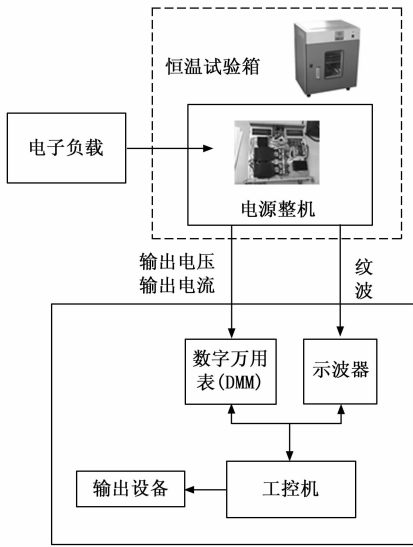 恒温试验箱
电子负载
电源整机
输出电压
输出电流
纹
波
数字万用
表(DMM)
示波器
输出设备
工控机